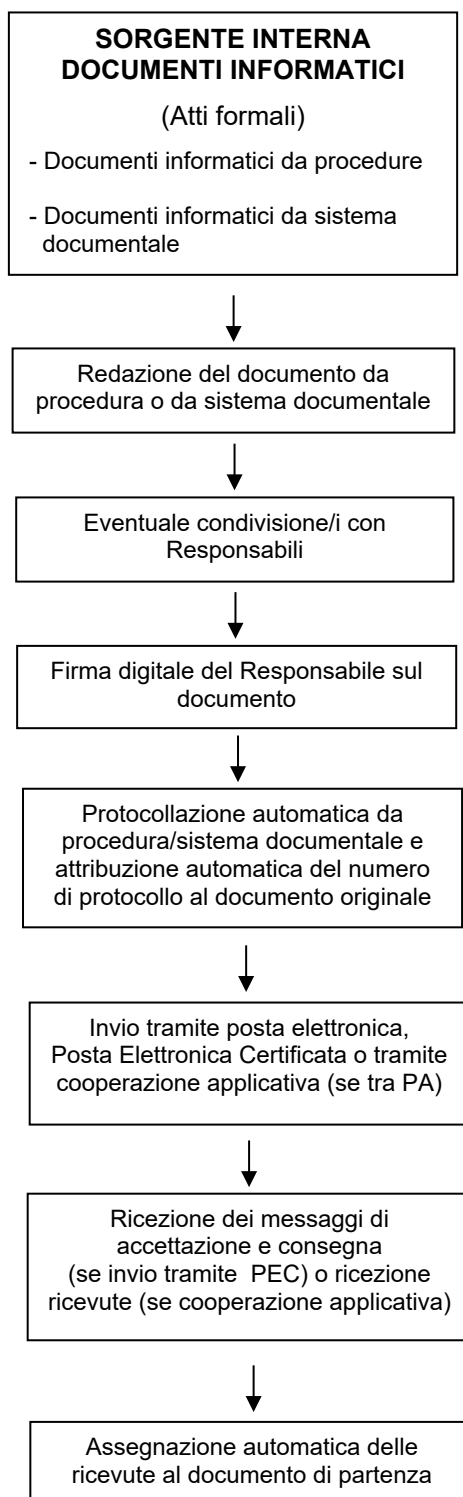 SORGENTE INTERNA
DOCUMENTI INFORMATICI
(Atti formali)
- Documenti informatici da procedure
- Documenti informatici da sistema
documentale
Redazione del documento da
procedura o da sistema documentale
Eventuale condivisione/i con
Responsabili
Firma digitale del Responsabile sul
documento
Protocollazione automatica da
procedura/sistema documentale e
attribuzione automatica del numero
di protocollo al documento originale
Invio tramite posta elettronica,
Posta Elettronica Certificata o tramite
cooperazione applicativa (se tra PA)
Ricezione dei messaggi di
accettazione e consegna
(se invio tramite PEC) o ricezione
ricevute (se cooperazione applicativa)
Assegnazione automatica delle
ricevute al documento di partenza